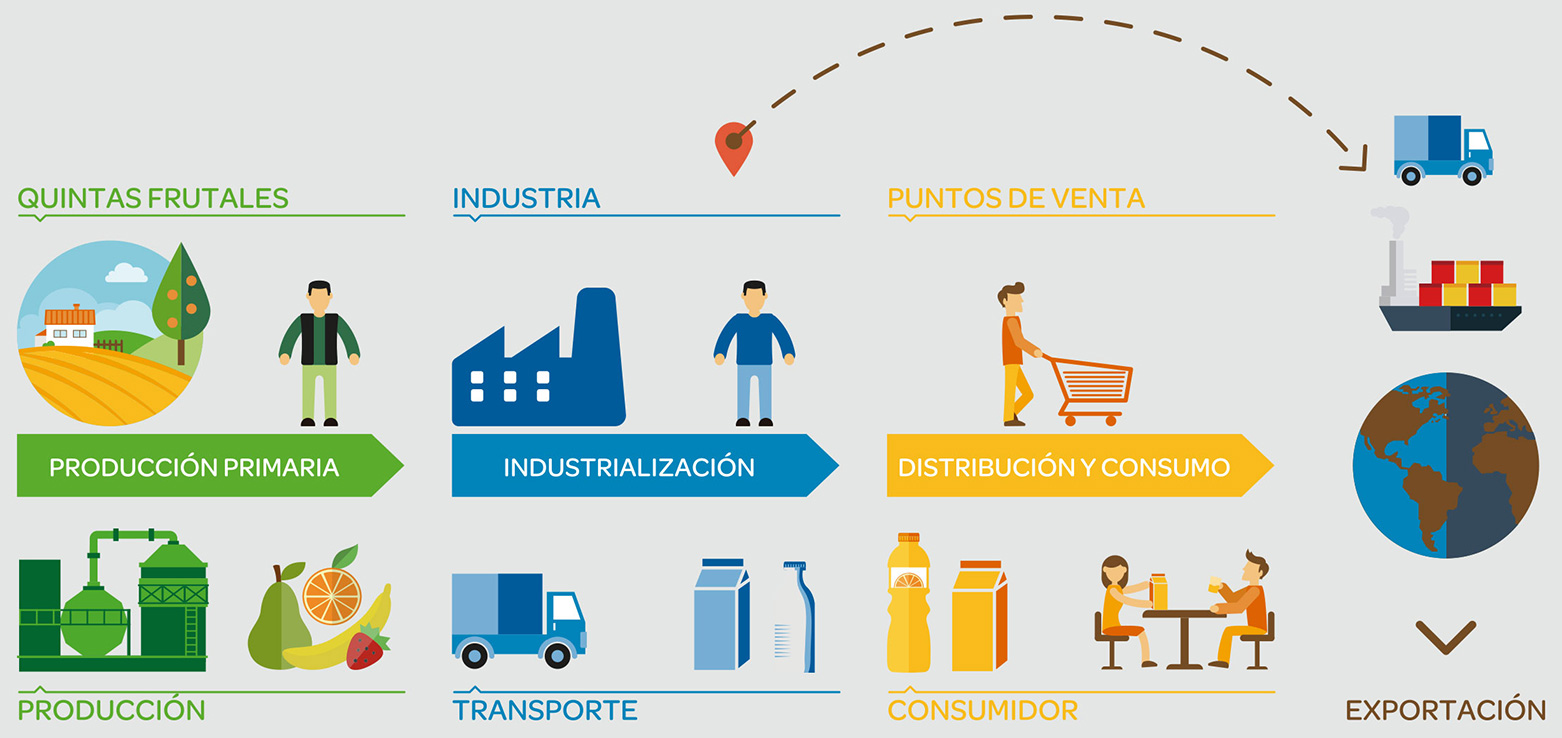 QUINTAS FRUTALES
INDUSTRIA
PUNTOS DE VENTA
PRODUCCIÓN PRIMARIA
INDUSTRIALIZACIÓN
DISTRIBUCIÓN Y CONSUMO
PRODUCCIÓN
TRANSPORTE
CONSUMIDOR
EXPORTACIÓN